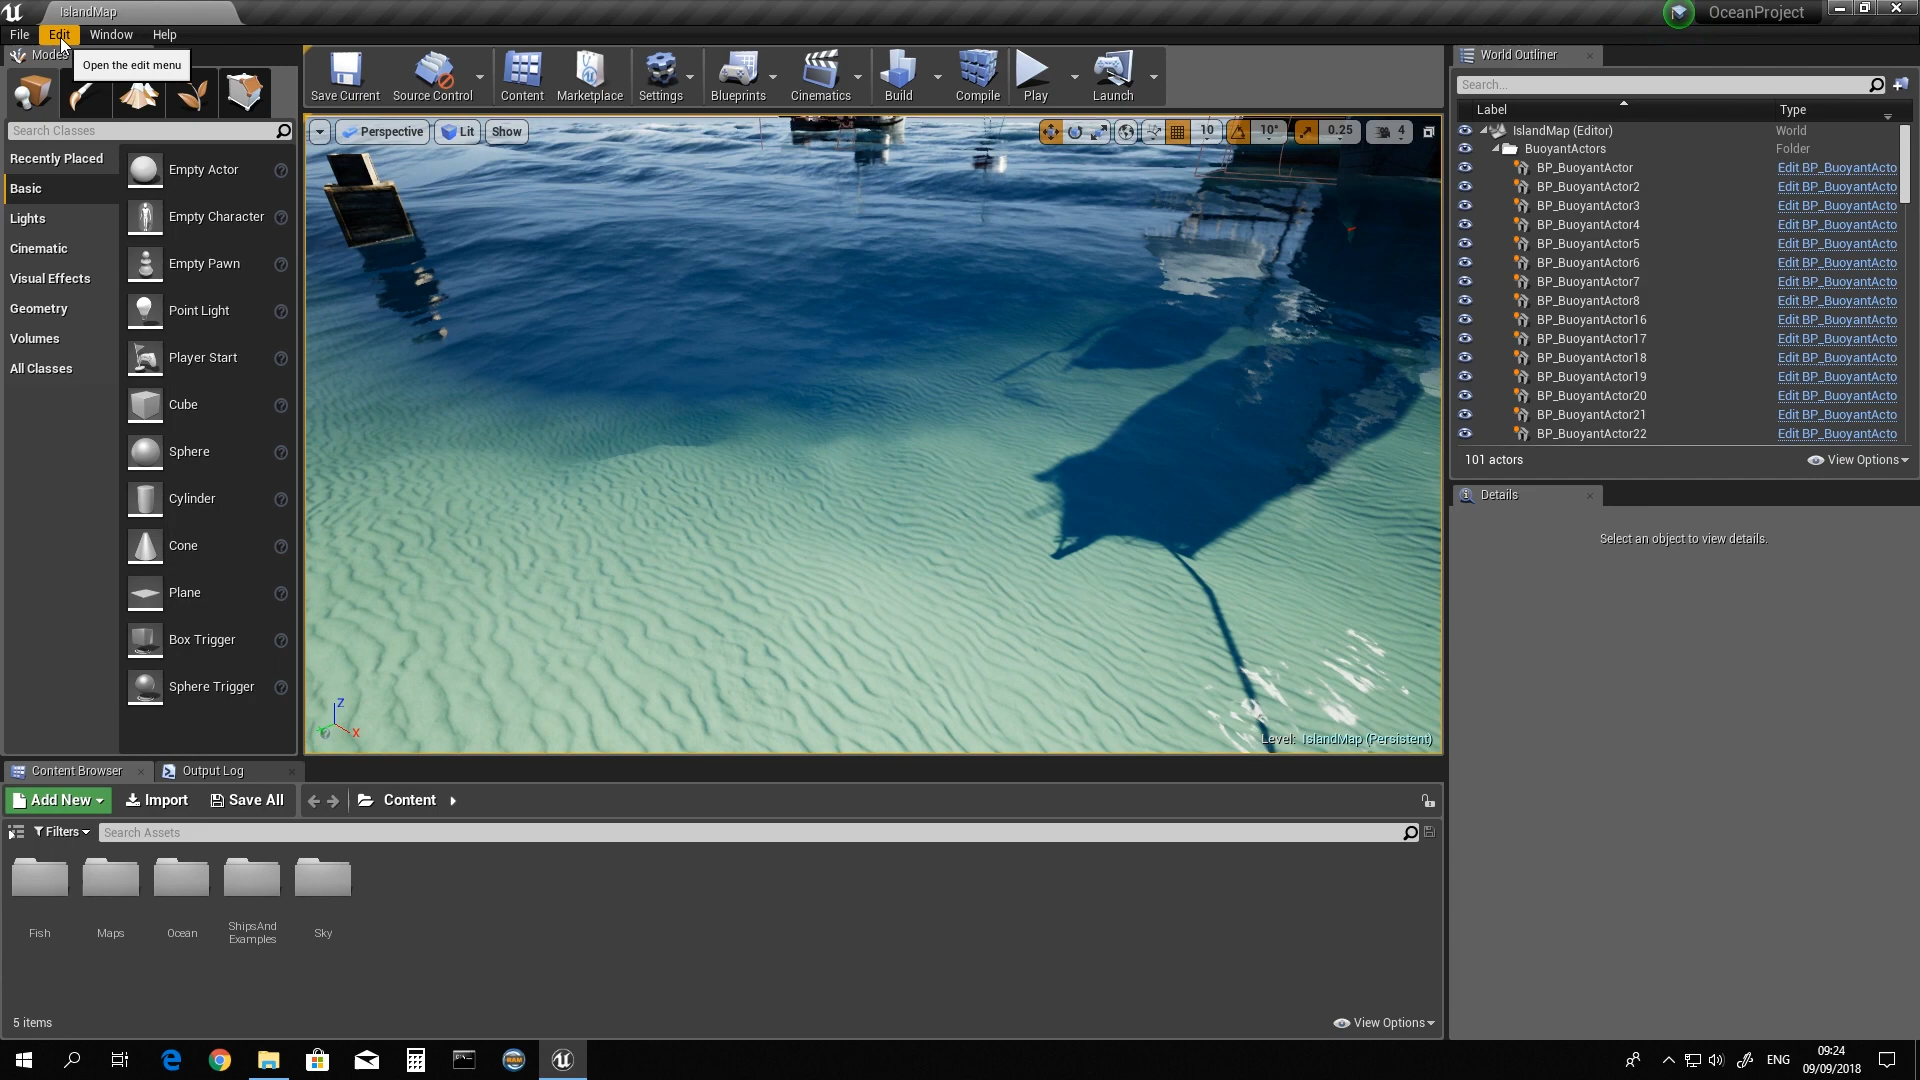 IslandMap
OceanProject
File Edit Window Help
Modes
Open the edit menu
Search Classes
Recently Placed
Basic
Lights
Cinematic
Visual Effects
Geometry
Volumes
All Classes
Empty Actor
Empty Character
Empty Pawn
Point Light
Player Start
Cube
Sphere
Cylinder
Cone
Plane
Box Trigger
Sphere Trigger
Save Current Source Control Content Marketplace Settings Blueprints Cinematics Build Compile Play Launch
Perspective Lit Show
10 10° 0.25 4
Z
X
Level: IslandMap (Persistent)
World Outliner
Search...
Label Type
IslandMap (Editor) World
BuoyantActors Folder
BP_BuoyantActor Edit BP_BuoyantActo
BP_BuoyantActor2 Edit BP_BuoyantActo
BP_BuoyantActor3 Edit BP_BuoyantActo
BP_BuoyantActor4 Edit BP_BuoyantActo
BP_BuoyantActor5 Edit BP_BuoyantActo
BP_BuoyantActor6 Edit BP_BuoyantActo
BP_BuoyantActor7 Edit BP_BuoyantActo
BP_BuoyantActor8 Edit BP_BuoyantActo
BP_BuoyantActor16 Edit BP_BuoyantActo
BP_BuoyantActor17 Edit BP_BuoyantActo
BP_BuoyantActor18 Edit BP_BuoyantActo
BP_BuoyantActor19 Edit BP_BuoyantActo
BP_BuoyantActor20 Edit BP_BuoyantActo
BP_BuoyantActor21 Edit BP_BuoyantActo
BP_BuoyantActor22 Edit BP_BuoyantActo
101 actors View Options
Details
Select an object to view details.
Content Browser Output Log
Add New Import Save All Content
Filters Search Assets
Fish
Maps
Ocean
ShipsAnd
Examples
Sky
5 items View Options
ENG
09:24
09/09/2018